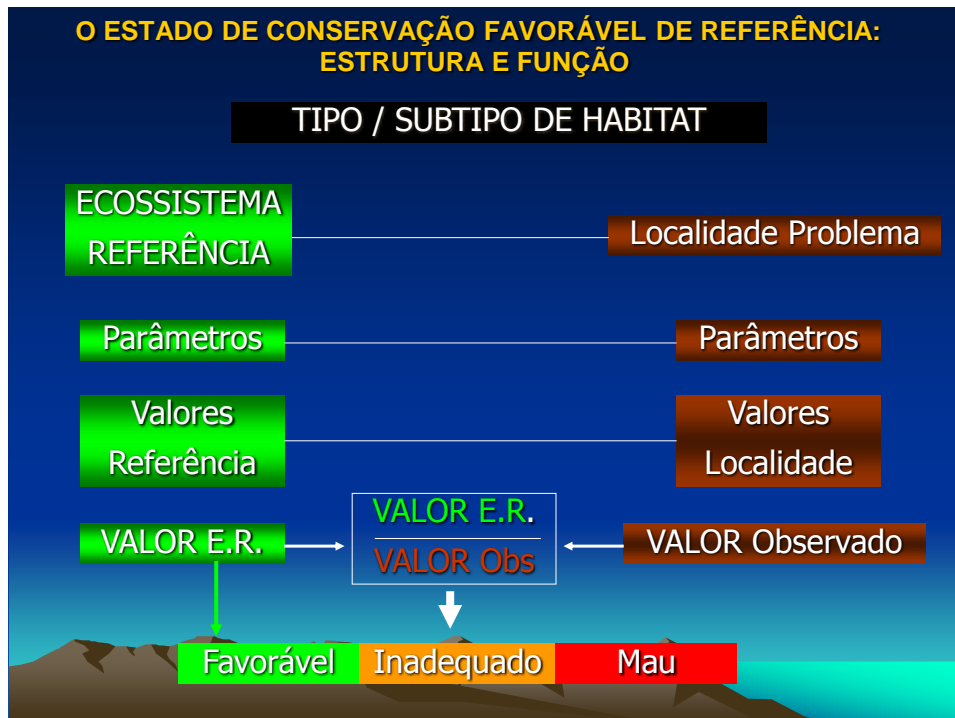 O ESTADO DE CONSERVAÇÃO FAVORÁVEL DE REFERÊNCIA:
ESTRUTURA E FUNÇÃO
TIPO / SUBTIPO DE HABITAT
ECOSSISTEMA
REFERÊNCIA
Localidade Problema
Parâmetros
Parâmetros
Valores
Referência
Valores
Localidade
VALOR E.R.
VALOR E.R.
VALOR Obs
VALOR Observado
Favorável
Inadequado
Mau